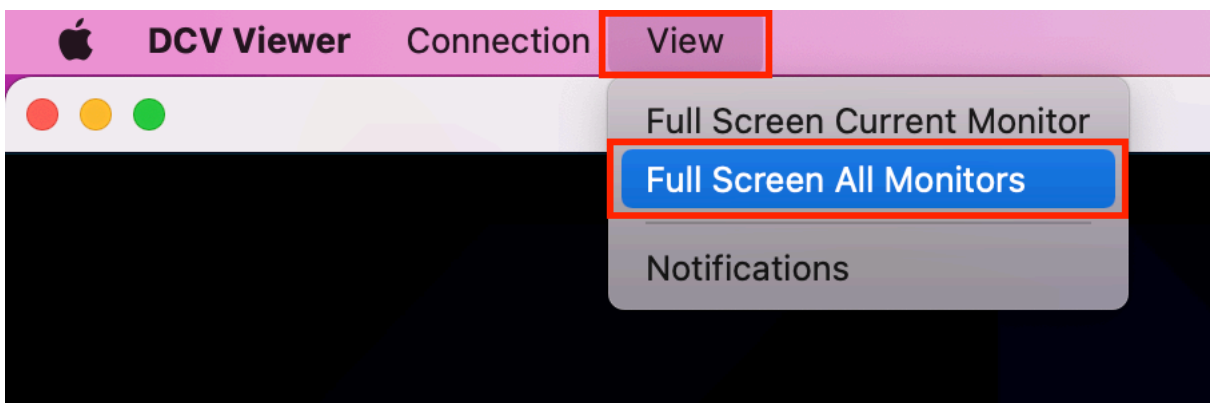 DCV Viewer Connection View
Full Screen Current Monitor
Full Screen All Monitors
Notifications